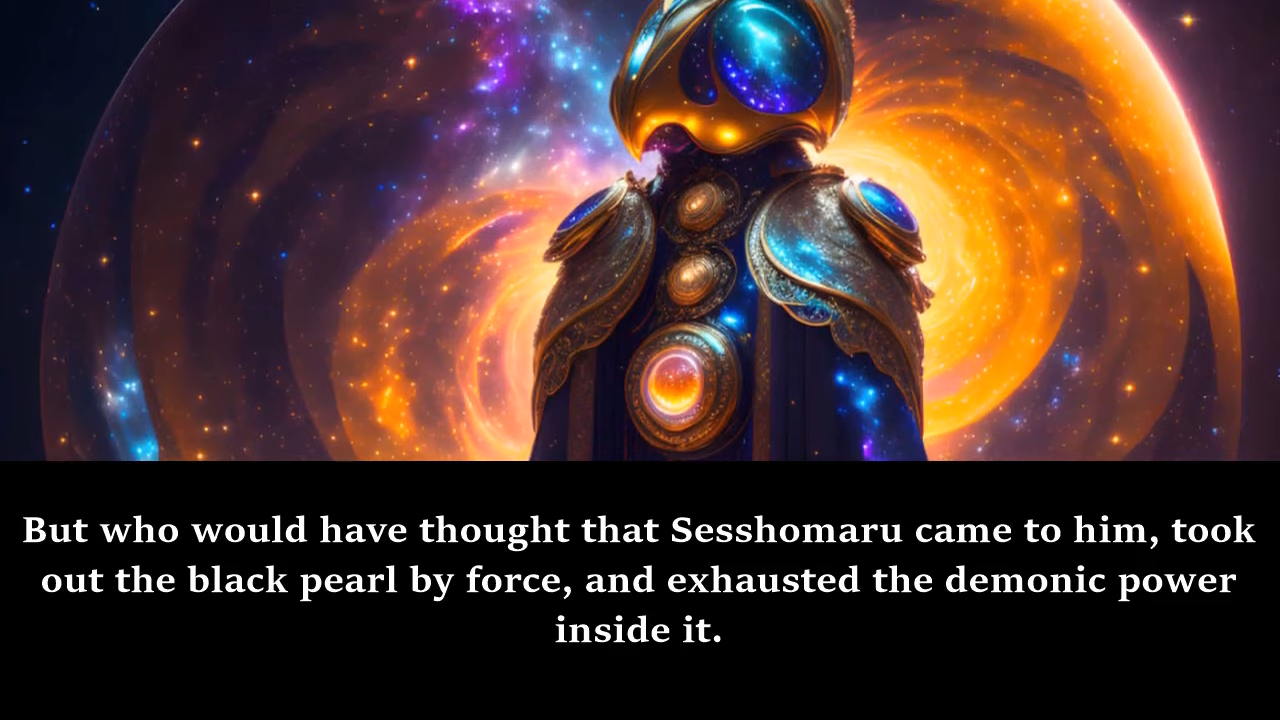 But who would have thought that Sesshomaru came to him, took
out the black pearl by force, and exhausted the demonic power
inside it.